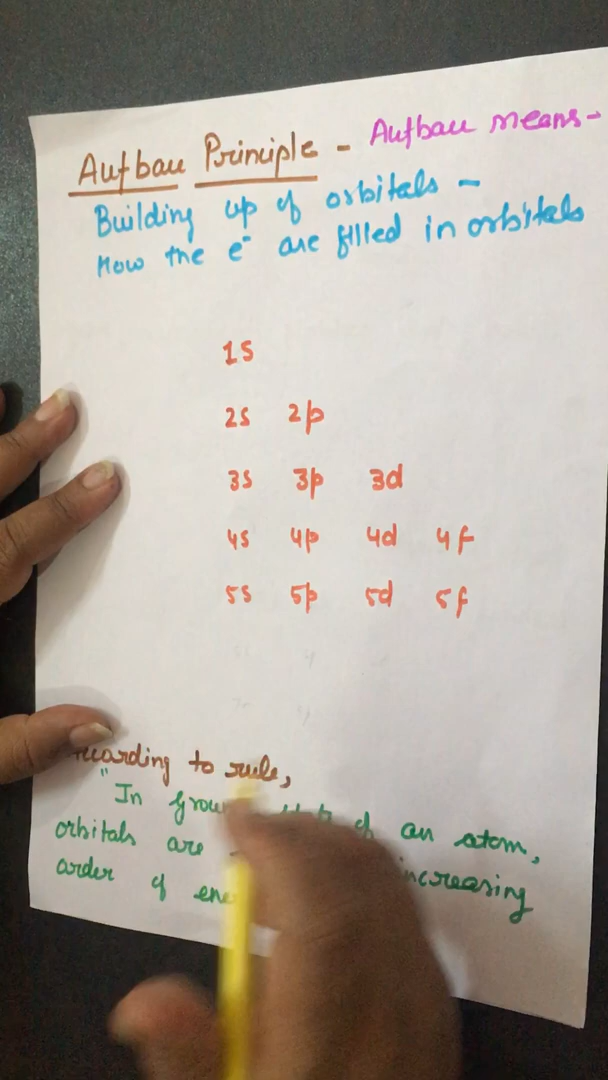 Aufbau Principle - Aufbau means -
Building up of orbitals -
How the e⁻ are filled in orbitals
1s
2s 2p
3s 3p 3d
4s 4p 4d 4f
5s 5p 5d 5f
to rule,
"In of an atom,
orbitals are increasing
order of